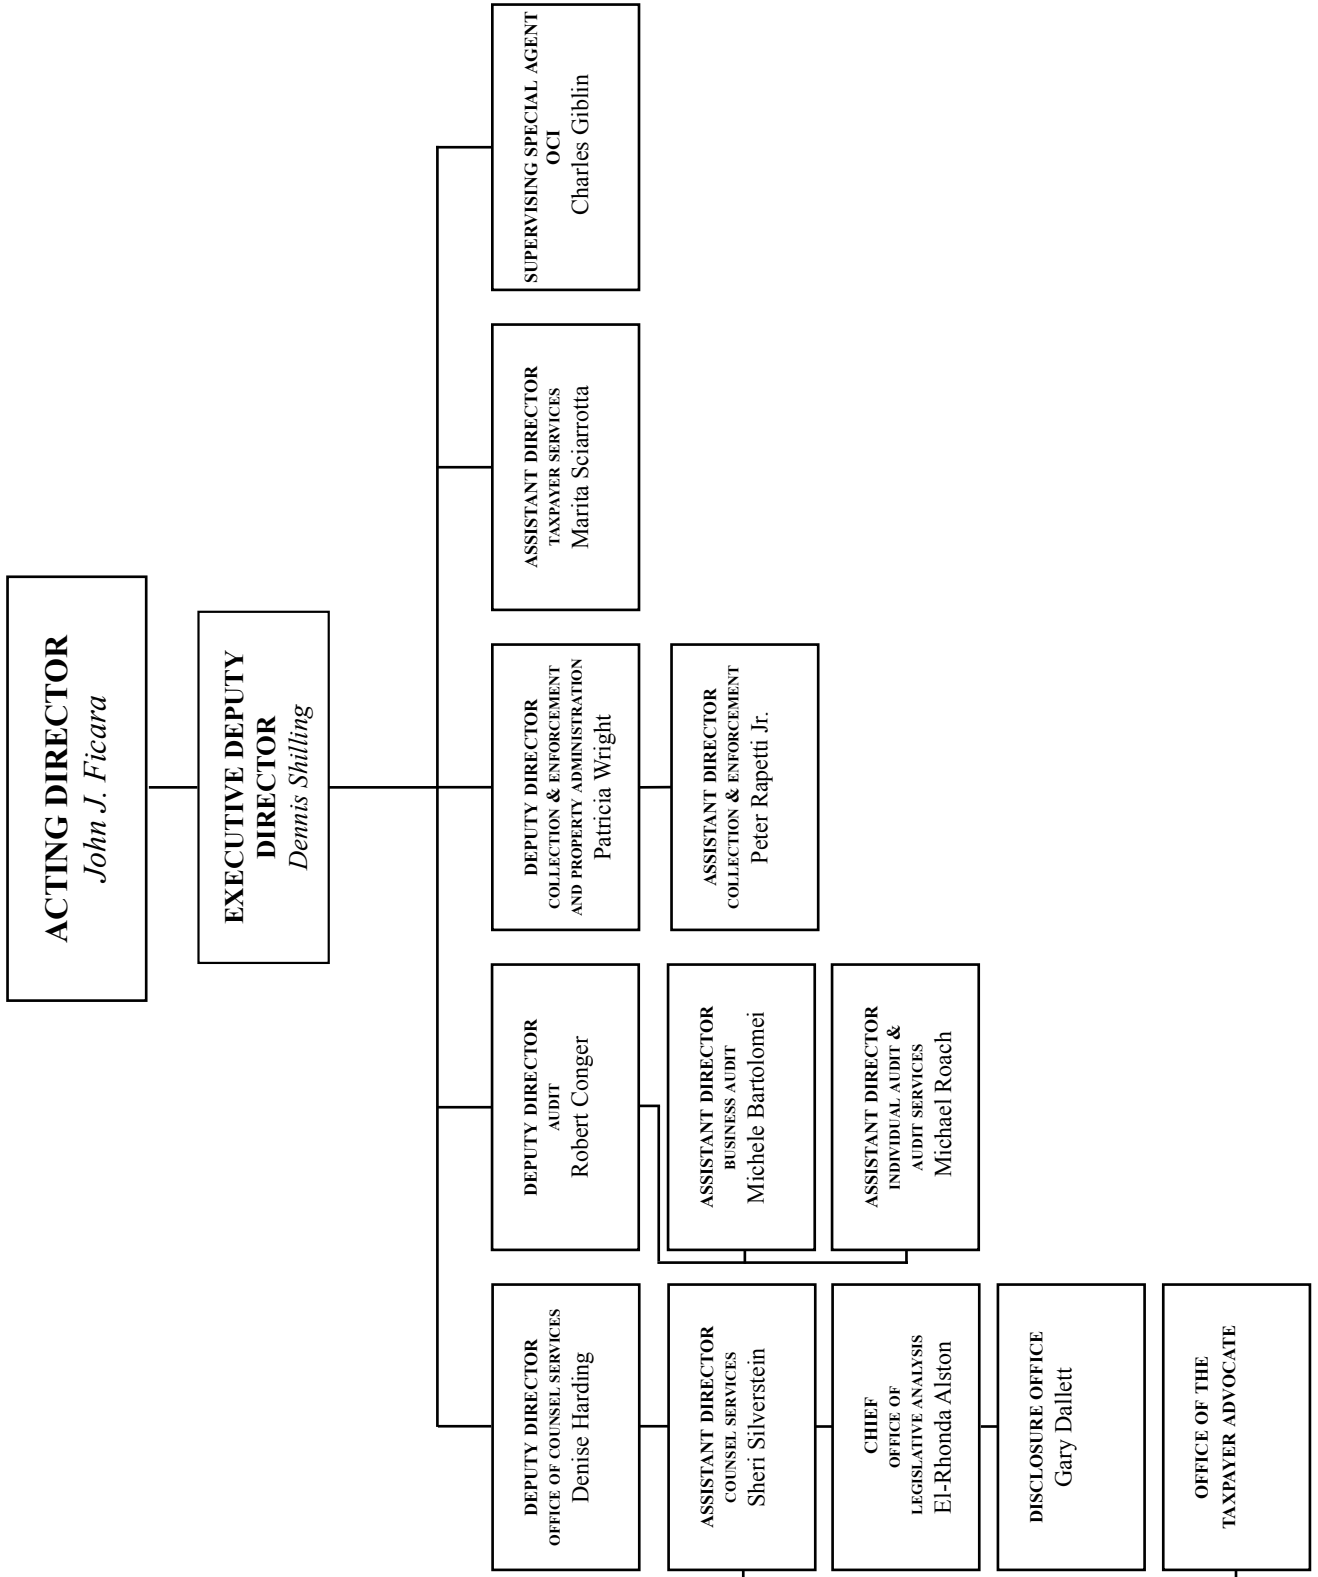 ACTING DIRECTOR
John J. Ficara
EXECUTIVE DEPUTY
DIRECTOR
Dennis Shilling
DEPUTY DIRECTOR
OFFICE OF COUNSEL SERVICES
Denise Harding
DEPUTY DIRECTOR
AUDIT
Robert Conger
DEPUTY DIRECTOR
COLLECTION & ENFORCEMENT
AND PROPERTY ADMINISTRATION
Patricia Wright
ASSISTANT DIRECTOR
TAXPAYER SERVICES
Marita Sciarrotta
SUPERVISING SPECIAL AGENT
OCI
Charles Giblin
ASSISTANT DIRECTOR
COUNSEL SERVICES
Sheri Silverstein
ASSISTANT DIRECTOR
BUSINESS AUDIT
Michele Bartolomei
ASSISTANT DIRECTOR
COLLECTION & ENFORCEMENT
Peter Rapetti Jr.
CHIEF
OFFICE OF
LEGISLATIVE ANALYSIS
El-Rhonda Alston
ASSISTANT DIRECTOR
INDIVIDUAL AUDIT &
AUDIT SERVICES
Michael Roach
DISCLOSURE OFFICE
Gary Dallett
OFFICE OF THE
TAXPAYER ADVOCATE